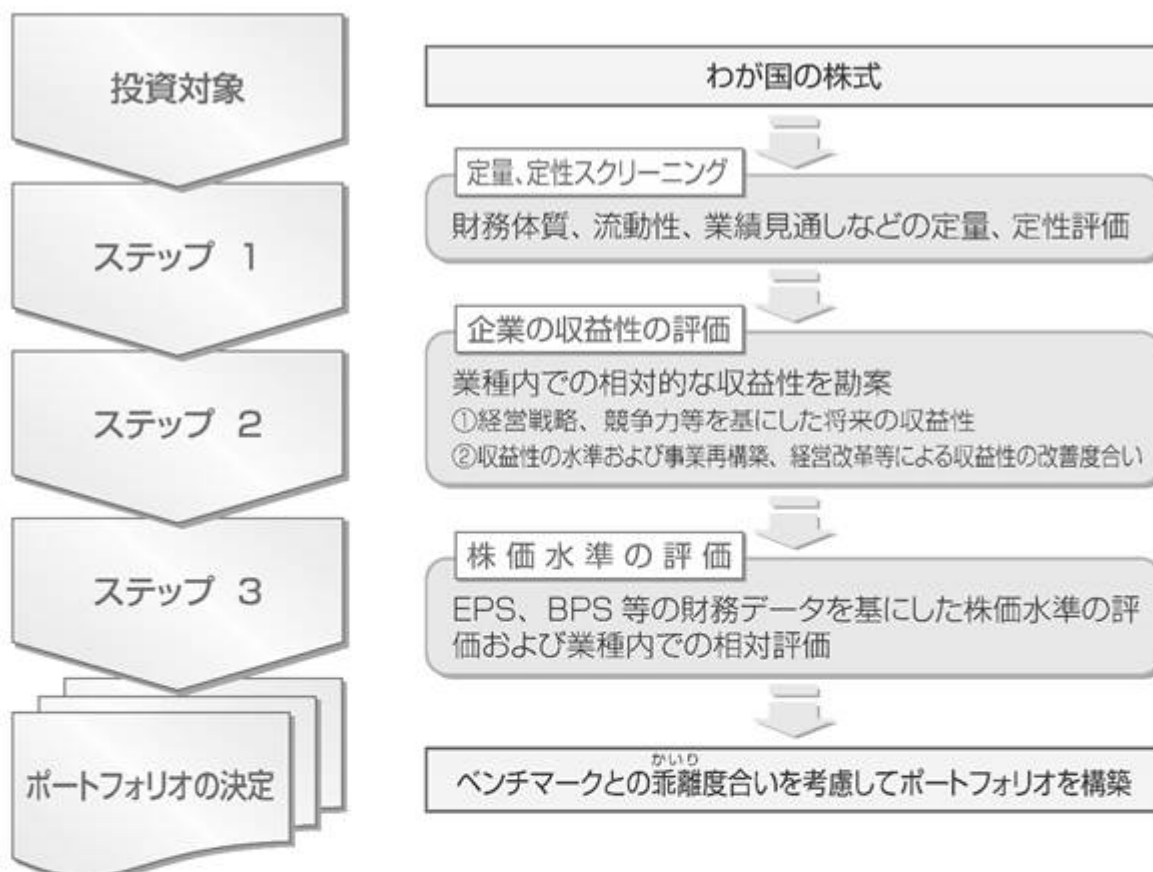 投資対象
わが国の株式
ステップ 1
定量、定性スクリーニング
財務体質、流動性、業績見通しなどの定量、定性評価
ステップ 2
企業の収益性の評価
業種内での相対的な収益性を勘案
①経営戦略、競争力等を基にした将来の収益性
②収益性の水準および事業再構築、経営改革等による収益性の改善度合い
ステップ 3
株価水準の評価
EPS、BPS 等の財務データを基にした株価水準の評
価および業種内での相対評価
ポートフォリオの決定
かいり
ベンチマークとの乖離度合いを考慮してポートフォリオを構築